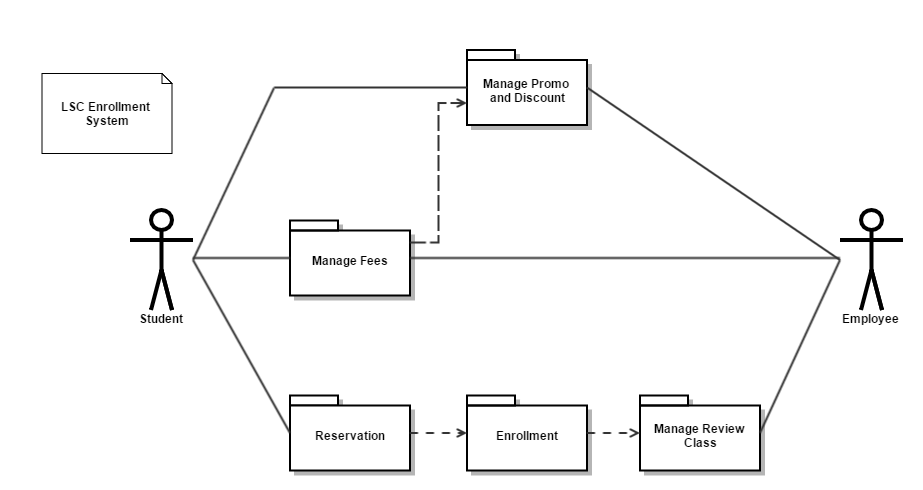 Manage Promo
and Discount
LSC Enrollment
System
Manage Fees
Student
Employee
Reservation
Enrollment
Manage Review
Class